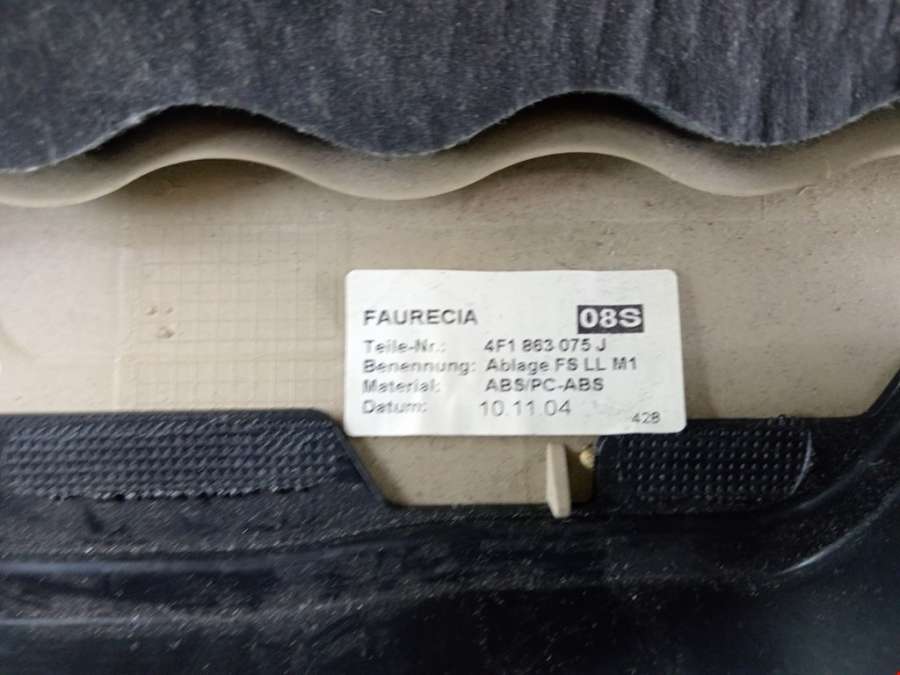 FAURECIA 08S
Teile-Nr.: 4F1 863 075 J
Benennung: Ablage FS LL M1
Material: ABS/PC-ABS
Datum: 10.11.04
428